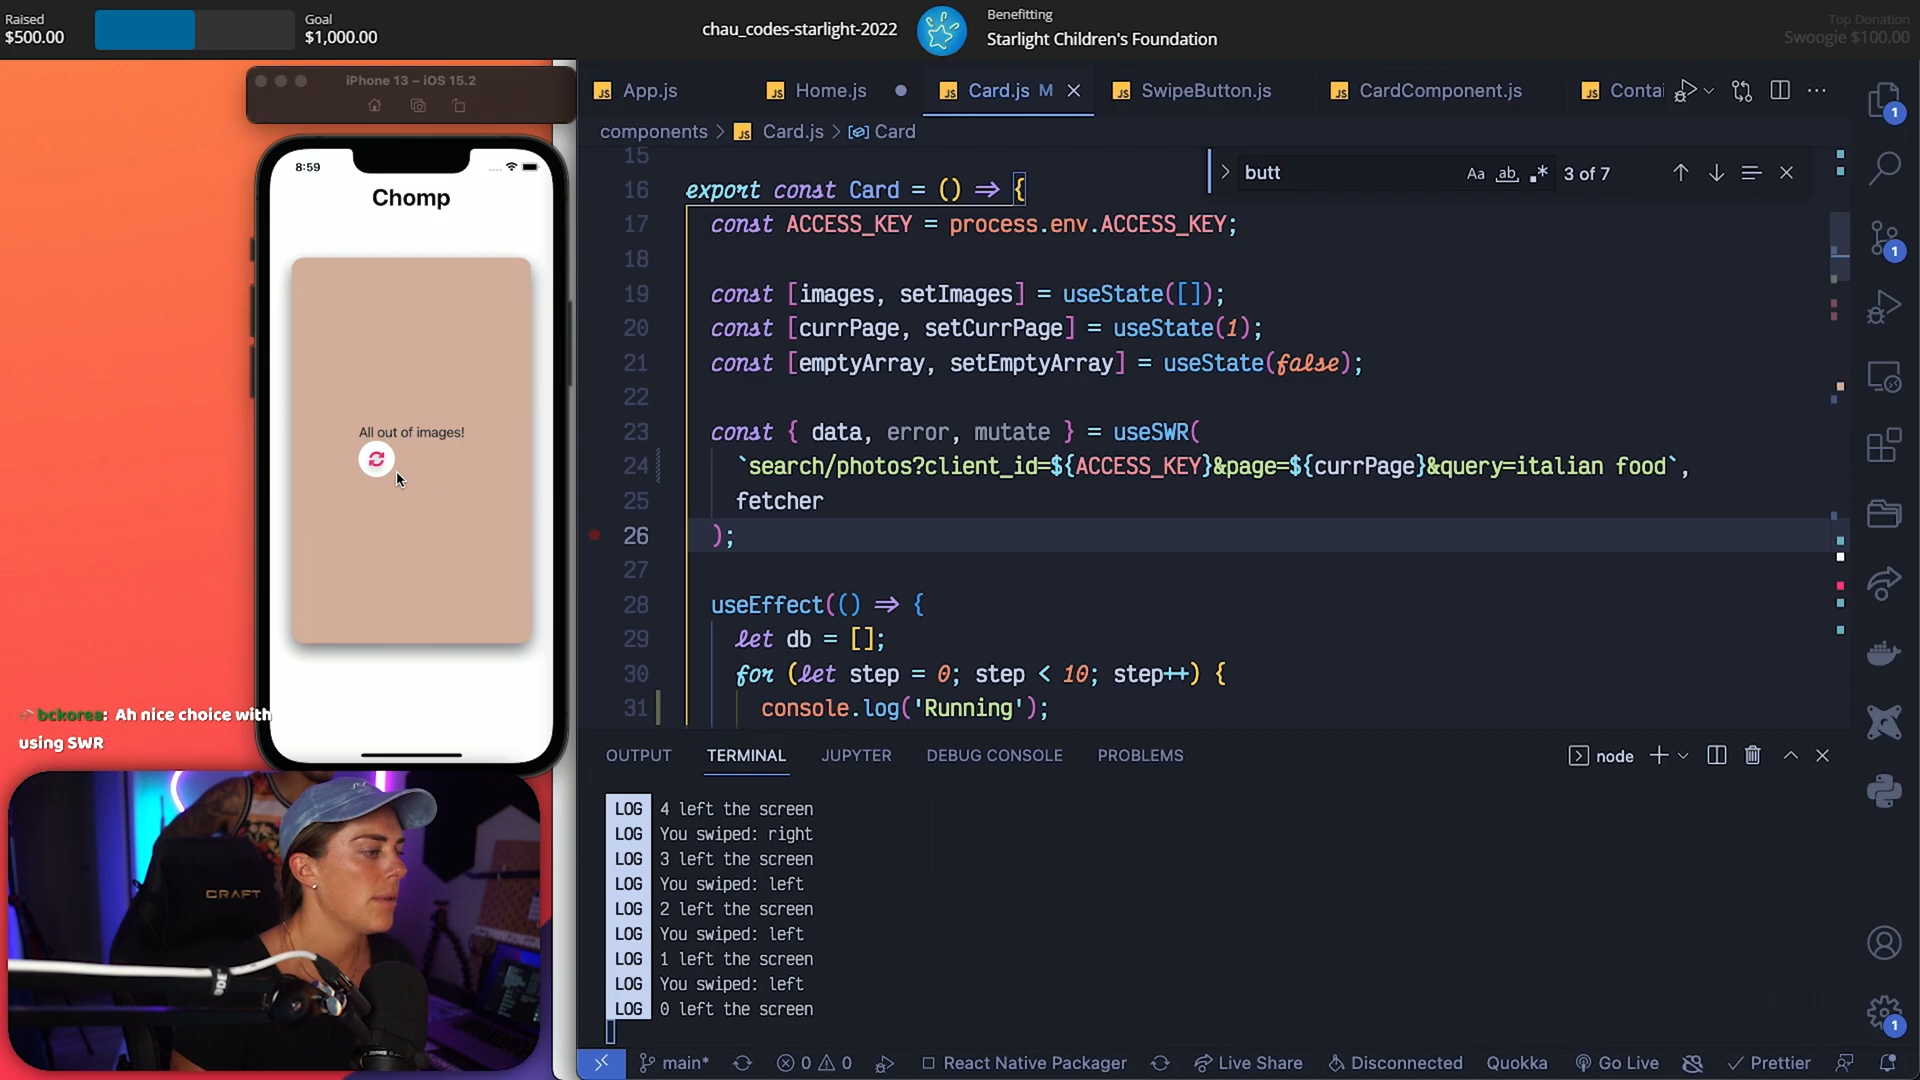 Raised
$500.00
Goal
$1,000.00
chau_codes-starlight-2022
Benefitting
Starlight Children's Foundation
Top Donation
Swoogie $100.00
iPhone 13 – iOS 15.2
8:59
Chomp
All out of images!
bckorea: Ah nice choice with
using SWR
CRAFT
App.js
Home.js
Card.js M
SwipeButton.js
CardComponent.js
Contai
components > Card.js > Card
butt
Aa ab 3 of 7
15
16 export const Card = () => {
17 const ACCESS_KEY = process.env.ACCESS_KEY;
18
19 const [images, setImages] = useState([]);
20 const [currPage, setCurrPage] = useState(1);
21 const [emptyArray, setEmptyArray] = useState(false);
22
23 const { data, error, mutate } = useSWR(
24 `search/photos?client_id=${ACCESS_KEY}&page=${currPage}&query=italian food`,
25 fetcher
26 );
27
28 useEffect(() => {
29 let db = [];
30 for (let step = 0; step < 10; step++) {
31 console.log('Running');
OUTPUT TERMINAL JUPYTER DEBUG CONSOLE PROBLEMS
node
LOG 4 left the screen
LOG You swiped: right
LOG 3 left the screen
LOG You swiped: left
LOG 2 left the screen
LOG You swiped: left
LOG 1 left the screen
LOG You swiped: left
LOG 0 left the screen
main* 0 0 React Native Packager Live Share Disconnected Quokka Go Live Prettier
1
1
1